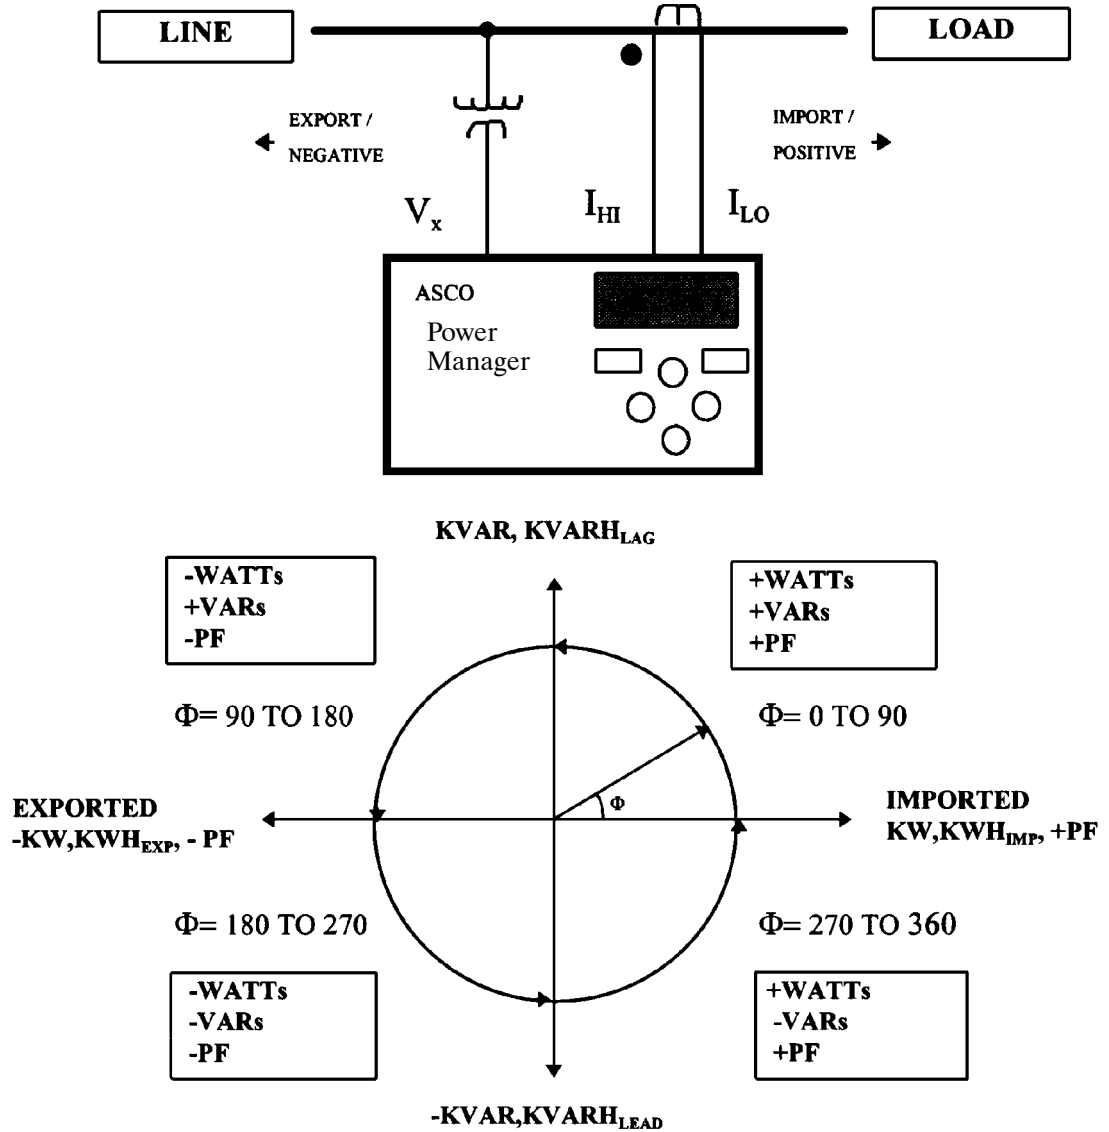 LINE
LOAD
EXPORT /
NEGATIVE
IMPORT /
POSITIVE
Vx
IHI
ILO
ASCO
Power
Manager
KVAR, KVARHLAG
-WATTs
+VARs
-PF
+WATTs
+VARs
+PF
Φ= 90 TO 180
Φ= 0 TO 90
Φ
EXPORTED
-KW,KWHEXP, - PF
IMPORTED
KW,KWHIMP, +PF
Φ= 180 TO 270
Φ= 270 TO 360
-WATTs
-VARs
-PF
+WATTs
-VARs
+PF
-KVAR,KVARHLEAD